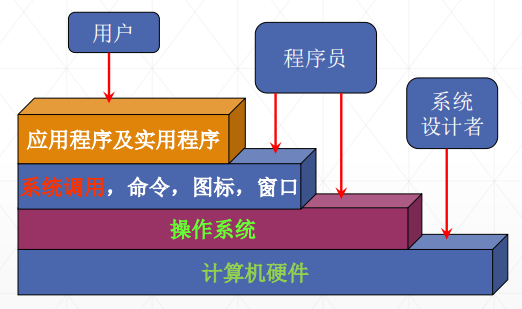 用户
程序员
系统
设计者
应用程序及实用程序
系统调用，命令，图标，窗口
操作系统
计算机硬件